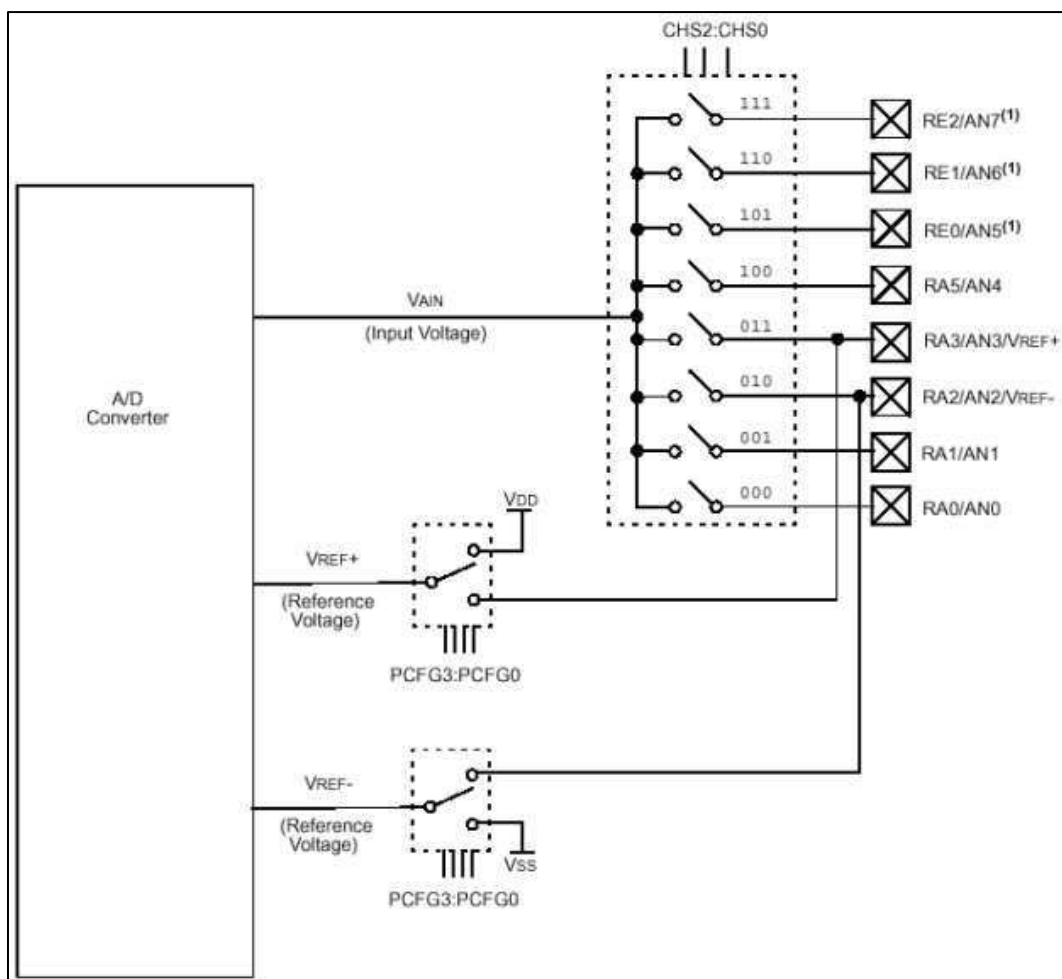 CHS2:CHS0
111
RE2/AN7(1)
110
RE1/AN6(1)
101
RE0/AN5(1)
100
RA5/AN4
VAIN
(Input Voltage)
011
RA3/AN3/VREF+
010
RA2/AN2/VREF-
A/D
Converter
001
RA1/AN1
000
RA0/AN0
VDD
VREF+
(Reference
Voltage)
PCFG3:PCFG0
VREF-
(Reference
Voltage)
VSS
PCFG3:PCFG0